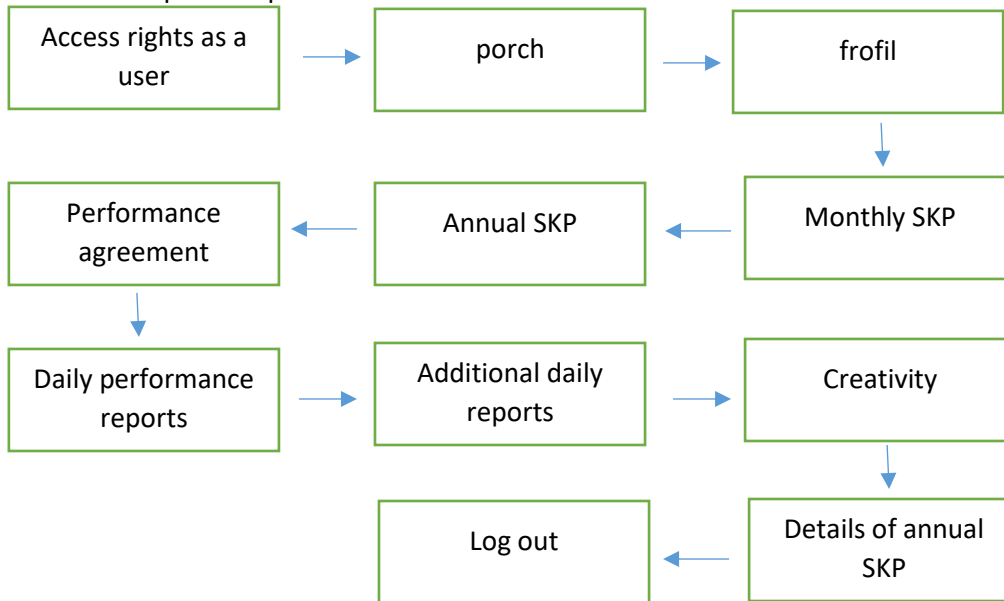 Access rights as a
user
porch
frofil
Monthly SKP
Annual SKP
Performance
agreement
Daily performance
reports
Additional daily
reports
Creativity
Details of annual
SKP
Log out